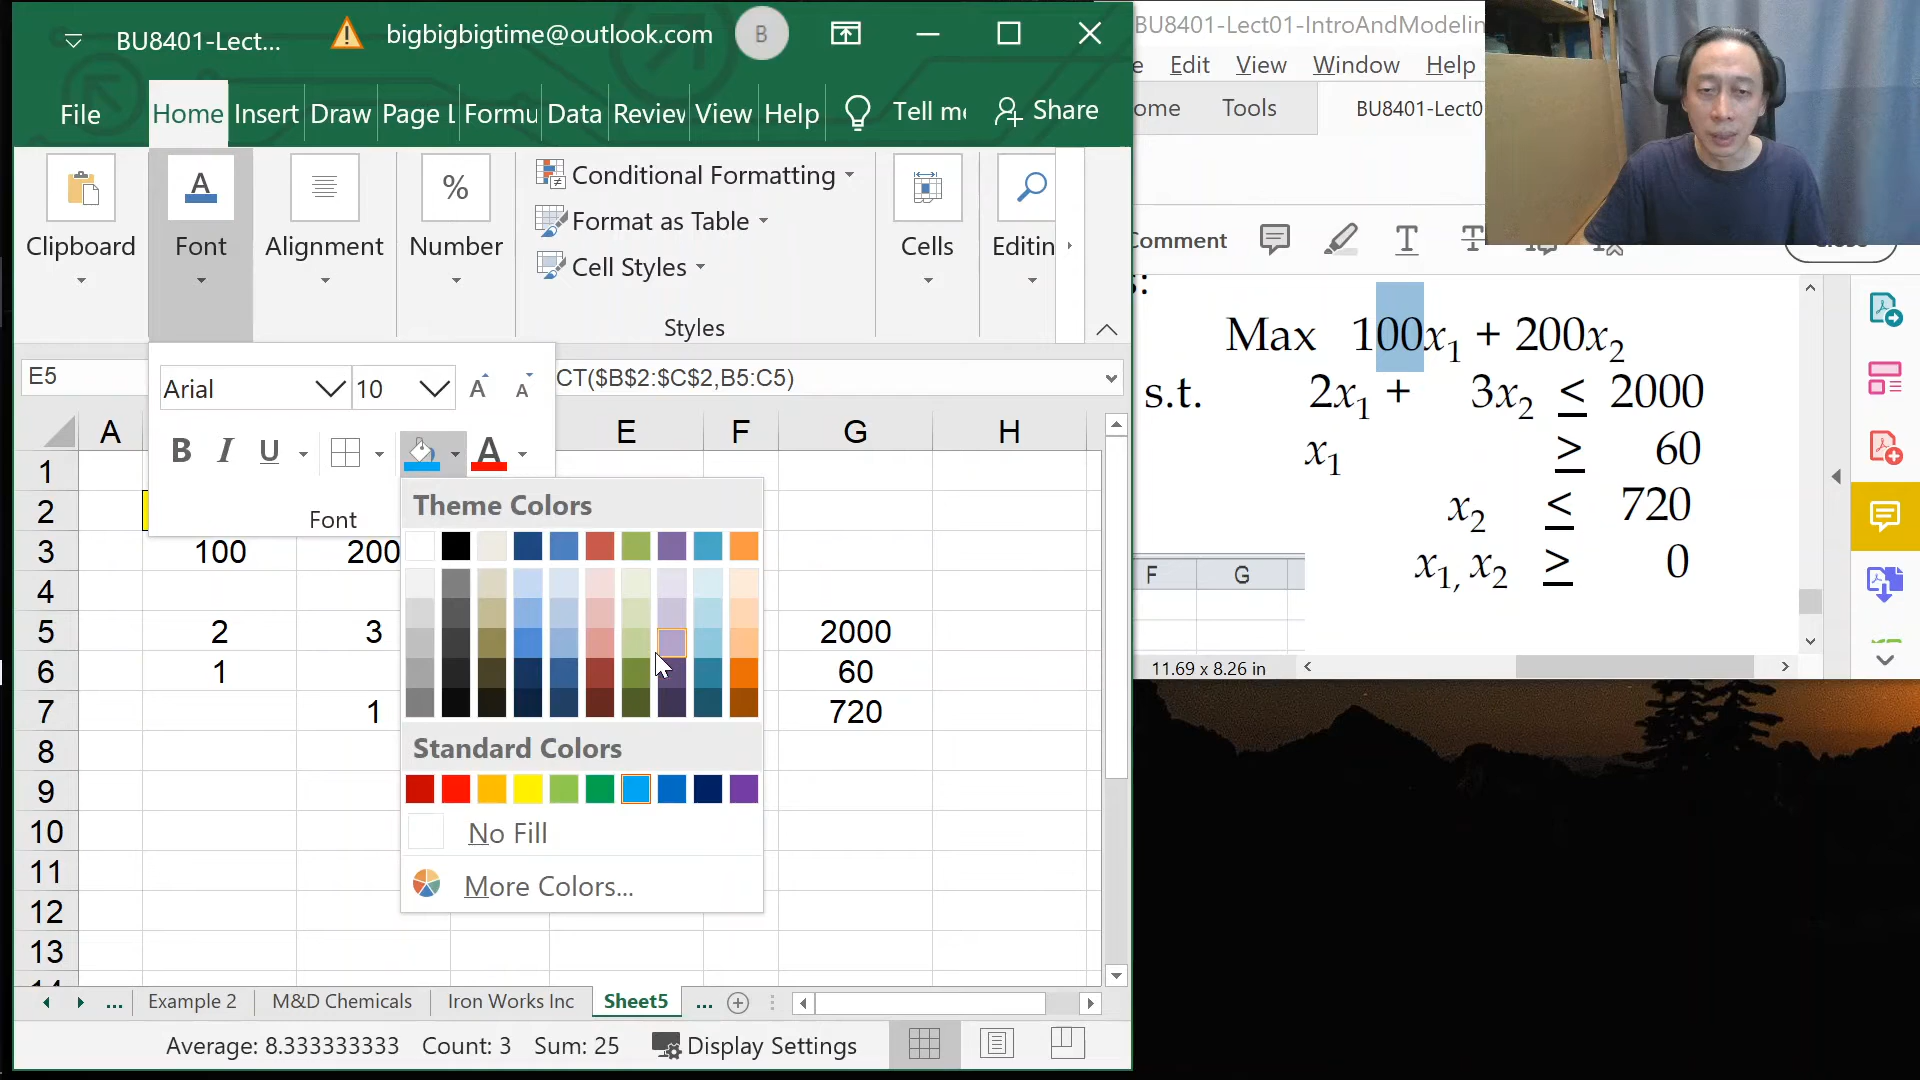 BU8401-Lect...
bigbigbigtime@outlook.com
B
File
Home
Insert
Draw
Page L
Formu
Data
Review
View
Help
Tell me
Share
Clipboard
Font
Alignment
Number
%
Conditional Formatting
Format as Table
Cell Styles
Styles
Cells
Editin
E5
CT($B$2:$C$2,B5:C5)
Arial
10
B I U
Font
Theme Colors
Standard Colors
No Fill
More Colors...
A E F G H
1
2
3 100 200
4
5 2 3 2000
6 1 60
7 1 720
8
9
10
11
12
13
14
... Example 2 M&D Chemicals Iron Works Inc Sheet5 ...
Average: 8.333333333 Count: 3 Sum: 25 Display Settings
BU8401-Lect01-IntroAndModelin
e Edit View Window Help
ome Tools BU8401-Lect0
omment
s:
Max 100x1 + 200x2
s.t. 2x1 + 3x2 ≤ 2000
x1 ≥ 60
x2 ≤ 720
x1, x2 ≥ 0
F G
11.69 x 8.26 in